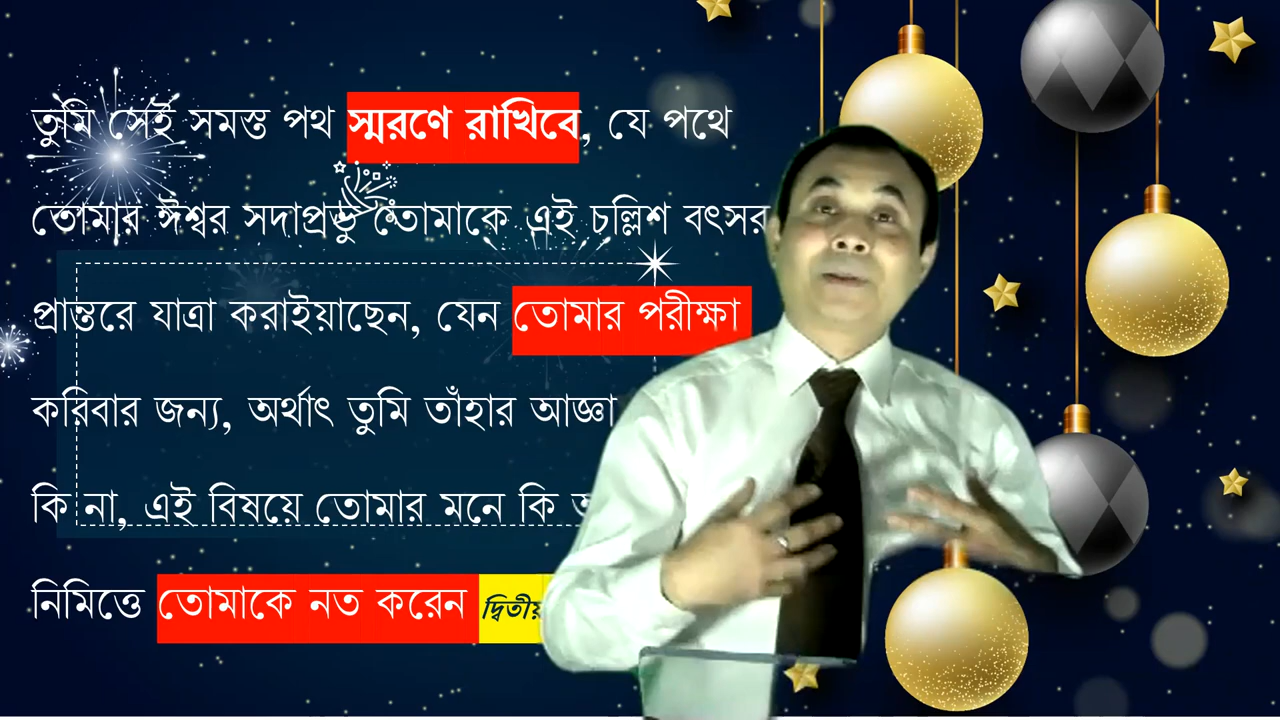 তুমি সেই সমস্ত পথ স্মরণে রাখিবে, যে পথে
তোমার ঈশ্বর সদাপ্রভু তোমাকে এই চল্লিশ বৎসর
প্রান্তরে যাত্রা করাইয়াছেন, যেন তোমার পরীক্ষা
করিবার জন্য, অর্থাৎ তুমি তাঁহার আজ্ঞা
কি না, এই বিষয়ে তোমার মনে কি
নিমিত্তে তোমাকে নত করেন